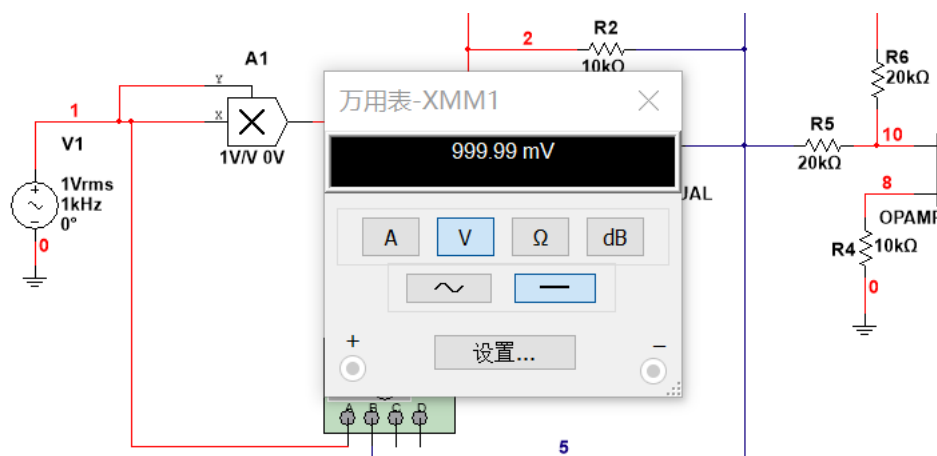 2
R2
10kΩ
A1
Y
X
1V/V 0V
1
V1
1Vrms
1kHz
0°
0
万用表-XMM1
999.99 mV
A
V
Ω
dB
+
设置...
−
A
B
C
D
5
JAL
R5
20kΩ
R6
20kΩ
10
8
OPAMP
R4
10kΩ
0